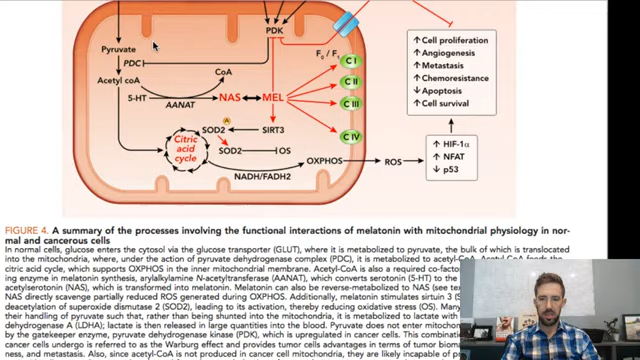 PDK
Pyruvate
PDC
Acetyl coA
CoA
F₀ / F₁
C I
C II
C III
C IV
5-HT
AANAT
NAS
MEL
A
SOD2
SIRT3
Citric acid cycle
SOD2
OS
NADH/FADH2
OXPHOS
ROS
↑ Cell proliferation
↑ Angiogenesis
↑ Metastasis
↑ Chemoresistance
↓ Apoptosis
↑ Cell survival
↑ HIF-1α
↑ NFAT
↓ p53
FIGURE 4. A summary of the processes involving the functional interactions of melatonin with mitochondrial physiology in nor-
mal and cancerous cells
In normal cells, glucose enters the cytosol via the glucose transporter (GLUT), where it is metabolized to pyruvate, the bulk of which is translocated
into the mitochondria, where, under the action of pyruvate dehydrogenase complex (PDC), it is metabolized to acetyl-CoA. Acetyl-CoA feeds the
citric acid cycle, which supports OXPHOS in the inner mitochondrial membrane. Acetyl-CoA is also a required co-facto
ing enzyme in melatonin synthesis, arylalkylamine N-acetyltransferase (AANAT), which converts serotonin (5-HT) to the
acetylserotonin (NAS), which is transformed into melatonin. Melatonin can also be reverse-metabolized to NAS (see tex
NAS directly scavenge partially reduced ROS generated during OXPHOS. Additionally, melatonin stimulates sirtuin 3 (S
deacetylation of superoxide dismutase 2 (SOD2), leading to its activation, thereby reducing oxidative stress (OS). Many
their handling of pyruvate such that, rather than being shunted into the mitochondria, it is metabolized to lactate with
dehydrogenase A (LDHA); lactate is then released in large quantities into the blood. Pyruvate does not enter mitochond
by the gatekeeper enzyme, pyruvate dehydrogenase kinase (PDK), which is upregulated in cancer cells. This combinatio
cancer cells undergo is referred to as the Warburg effect and provides tumor cells advantages in terms of tumor bioma
ness, and metastasis. Also, since acetyl-CoA is not produced in cancer cell mitochondria, they are likely incapable of p